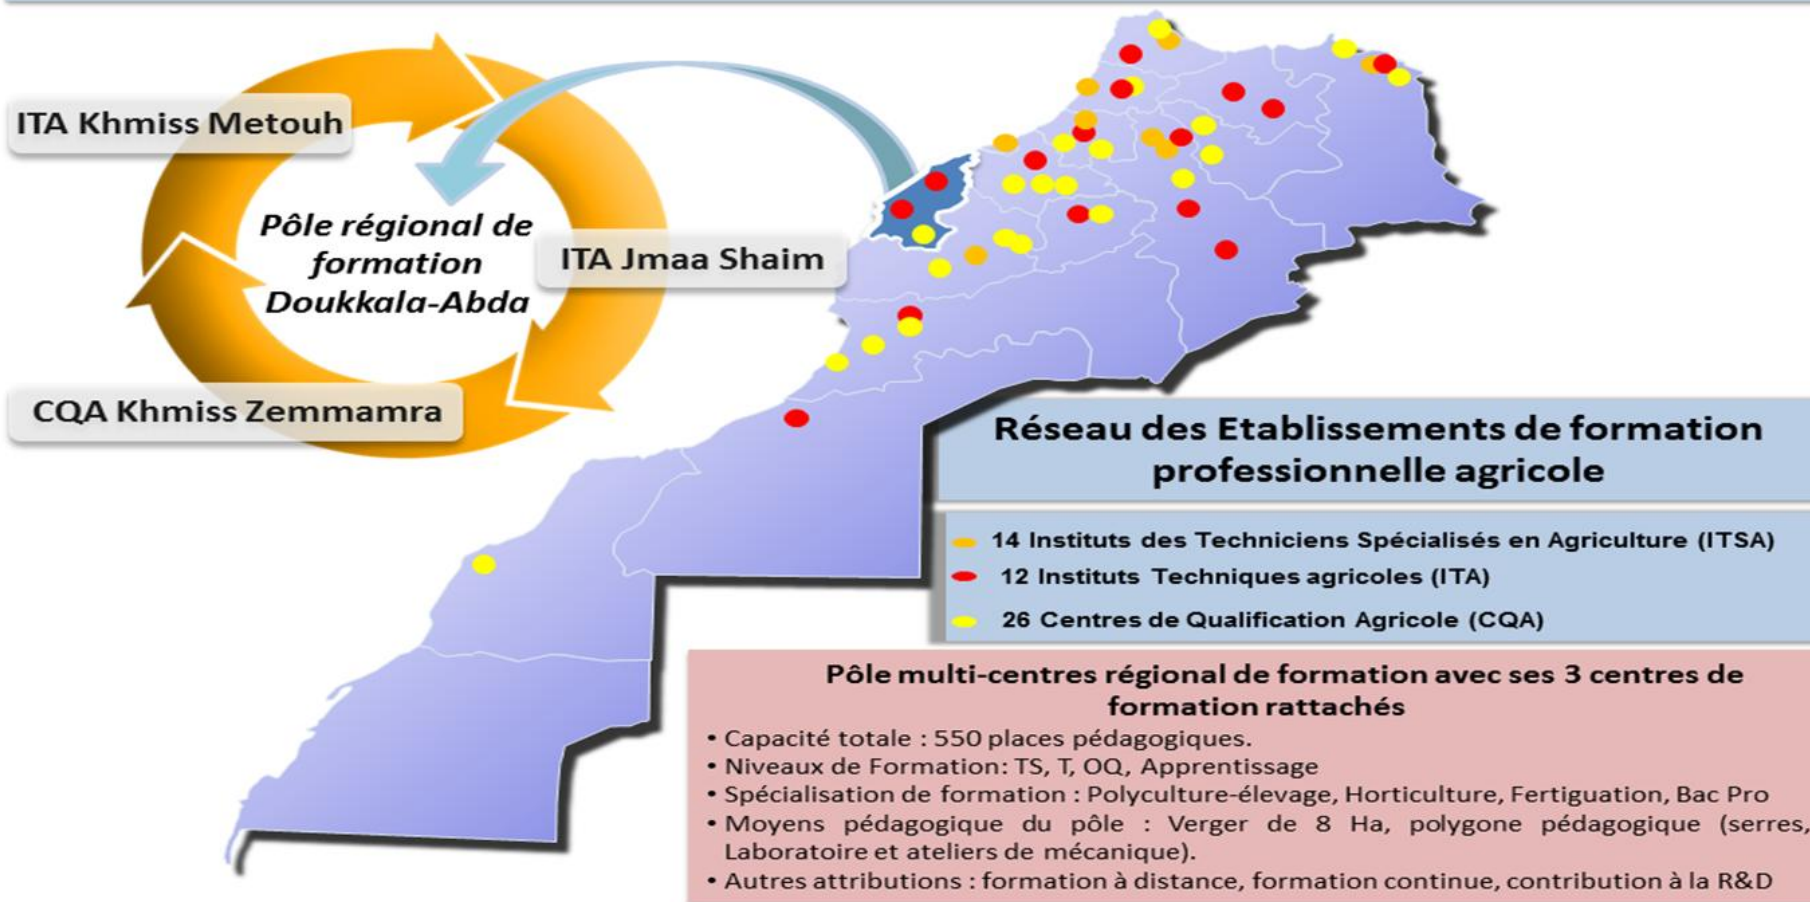 ITA Khmiss Metouh
Pôle régional de
formation
Doukkala-Abda
ITA Jmaa Shaim
CQA Khmiss Zemmamra
Réseau des Etablissements de formation
professionnelle agricole
14 Instituts des Techniciens Spécialisés en Agriculture (ITSA)
12 Instituts Techniques agricoles (ITA)
26 Centres de Qualification Agricole (CQA)
Pôle multi-centres régional de formation avec ses 3 centres de
formation rattachés
• Capacité totale : 550 places pédagogiques.
• Niveaux de Formation: TS, T, OQ, Apprentissage
• Spécialisation de formation : Polyculture-élevage, Horticulture, Fertiguation, Bac Pro
• Moyens pédagogique du pôle : Verger de 8 Ha, polygone pédagogique (serres,
Laboratoire et ateliers de mécanique).
• Autres attributions : formation à distance, formation continue, contribution à la R&D